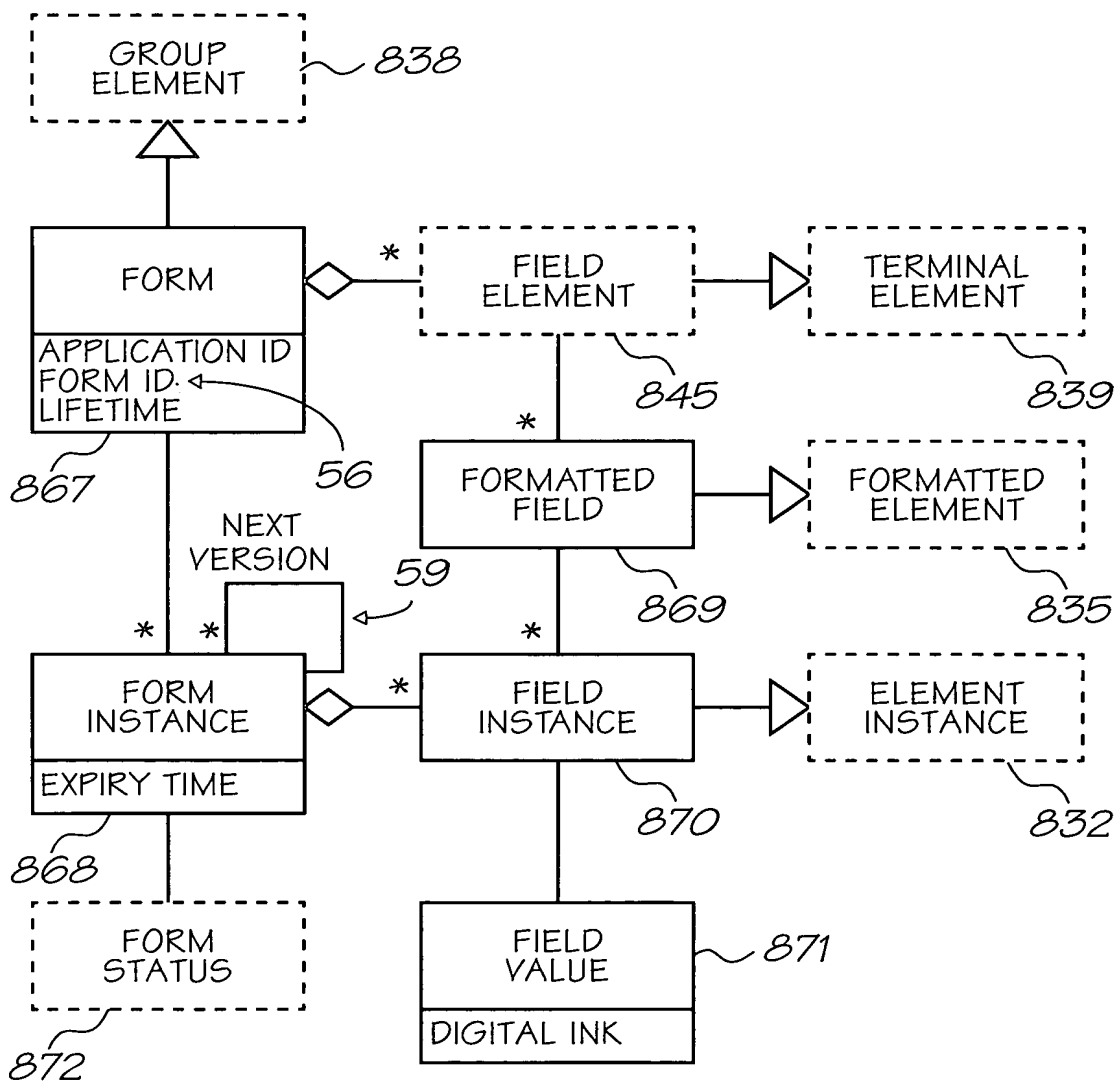 GROUP
ELEMENT
838
FORM
*
FIELD
ELEMENT
TERMINAL
ELEMENT
APPLICATION ID
FORM ID
LIFETIME
845
839
867
56
*
FORMATTED
FIELD
FORMATTED
ELEMENT
NEXT
VERSION
59
869
835
*
*
*
FORM
INSTANCE
*
FIELD
INSTANCE
ELEMENT
INSTANCE
EXPIRY TIME
870
832
868
FORM
STATUS
FIELD
VALUE
871
DIGITAL INK
872